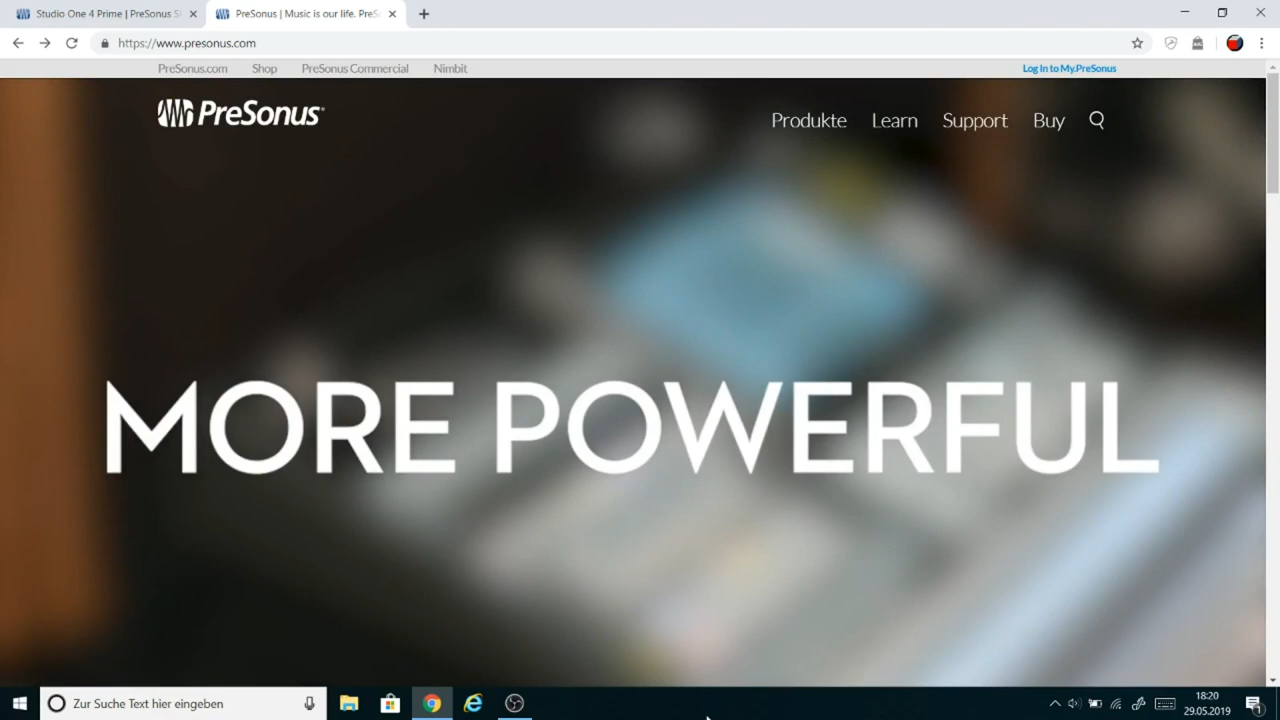 Studio One 4 Prime | PreSonus S
PreSonus | Music is our life. PreS
https://www.presonus.com
PreSonus.com Shop PreSonus Commercial Nimbit Log In to My.PreSonus
PreSonus
Produkte Learn Support Buy
MORE POWERFUL
Zur Suche Text hier eingeben
18:20
29.05.2019
1